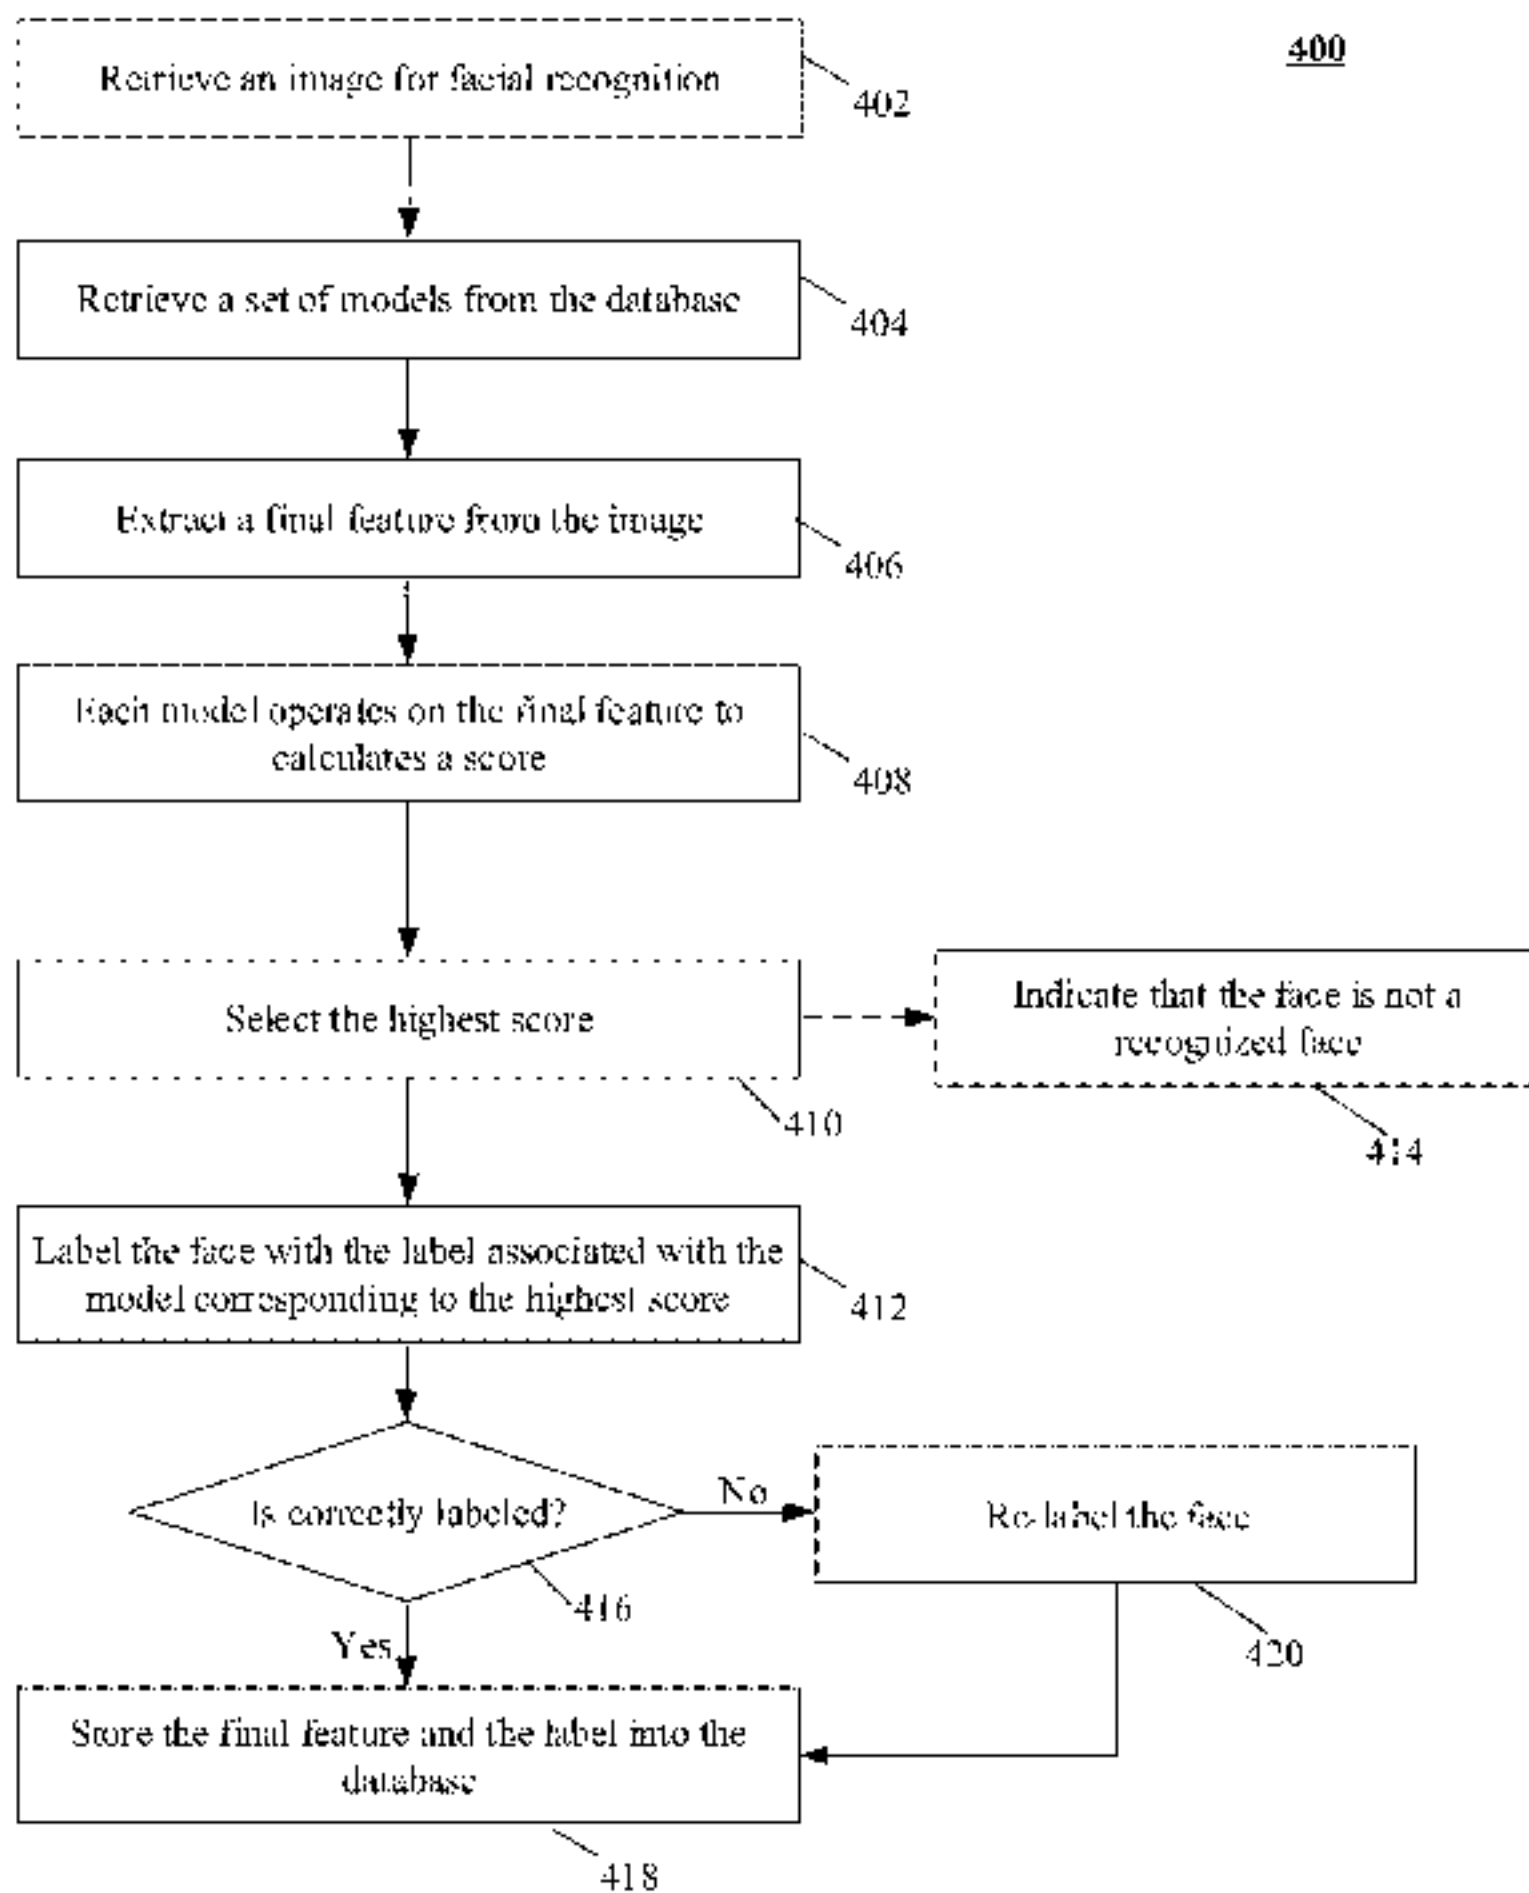 400
Retrieve an image for facial recognition
402
Retrieve a set of models from the database
404
Extract a final feature from the image
406
Each model operates on the final feature to
calculates a score
408
Select the highest score
410
Indicate that the face is not a
recognized face
414
Label the face with the label associated with the
model corresponding to the highest score
412
Is correctly labeled?
416
No
Re-label the face
420
Yes
Store the final feature and the label into the
database
418